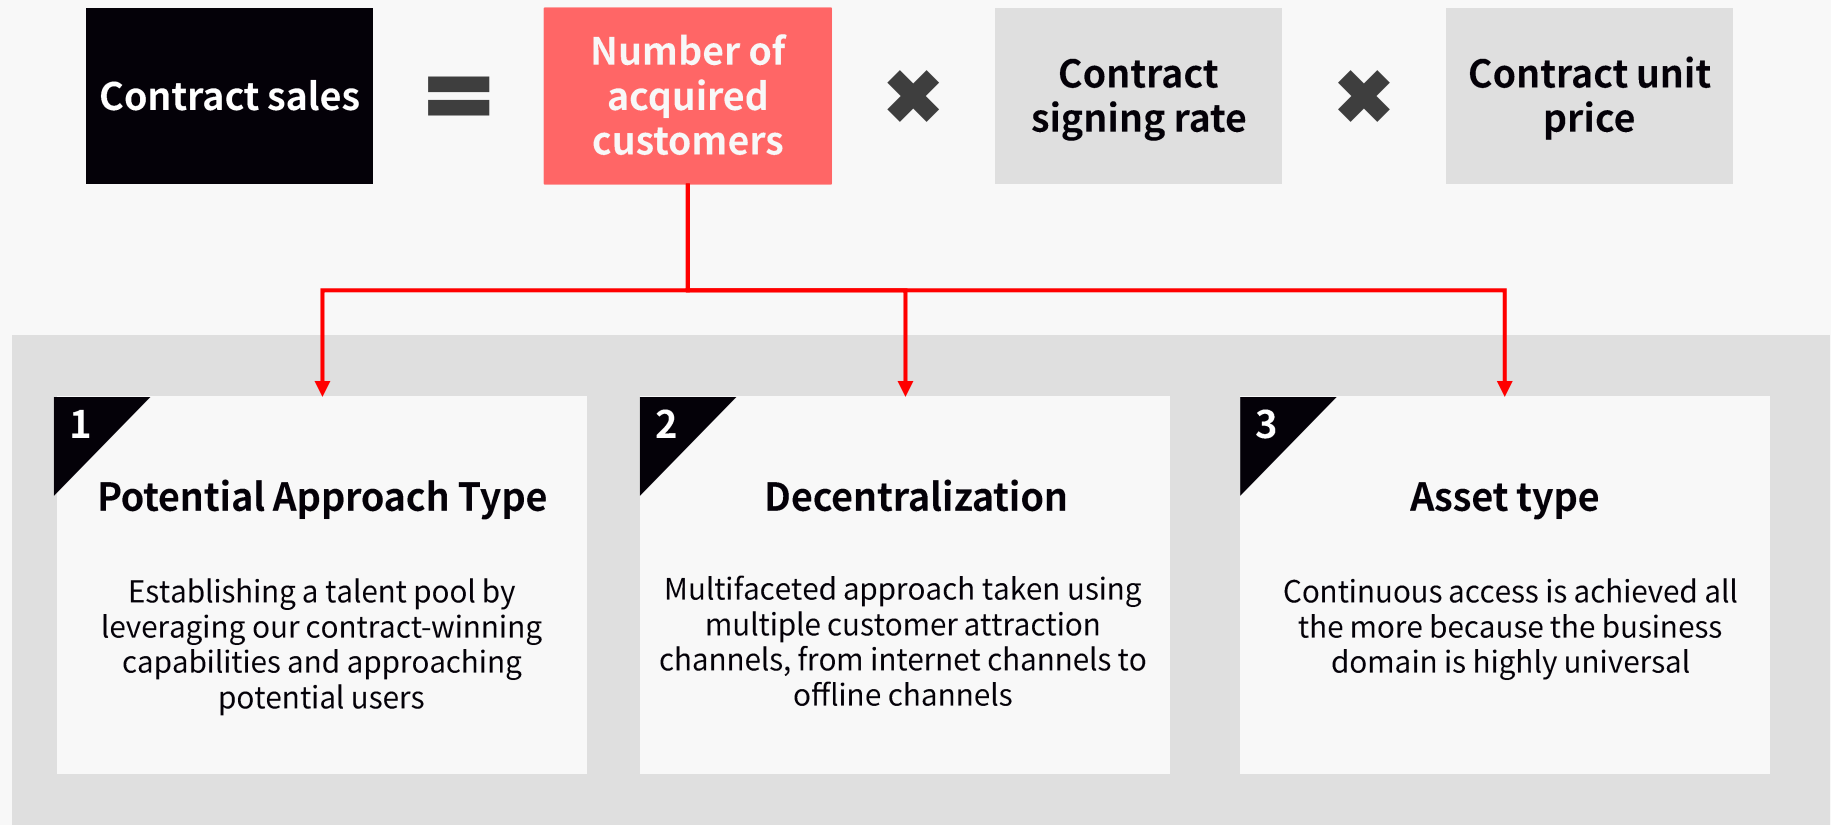 Contract sales
Number of
acquired
customers
Contract
signing rate
Contract unit
price
1
Potential Approach Type
Establishing a talent pool by
leveraging our contract-winning
capabilities and approaching
potential users
2
Decentralization
Multifaceted approach taken using
multiple customer attraction
channels, from internet channels to
offline channels
3
Asset type
Continuous access is achieved all
the more because the business
domain is highly universal